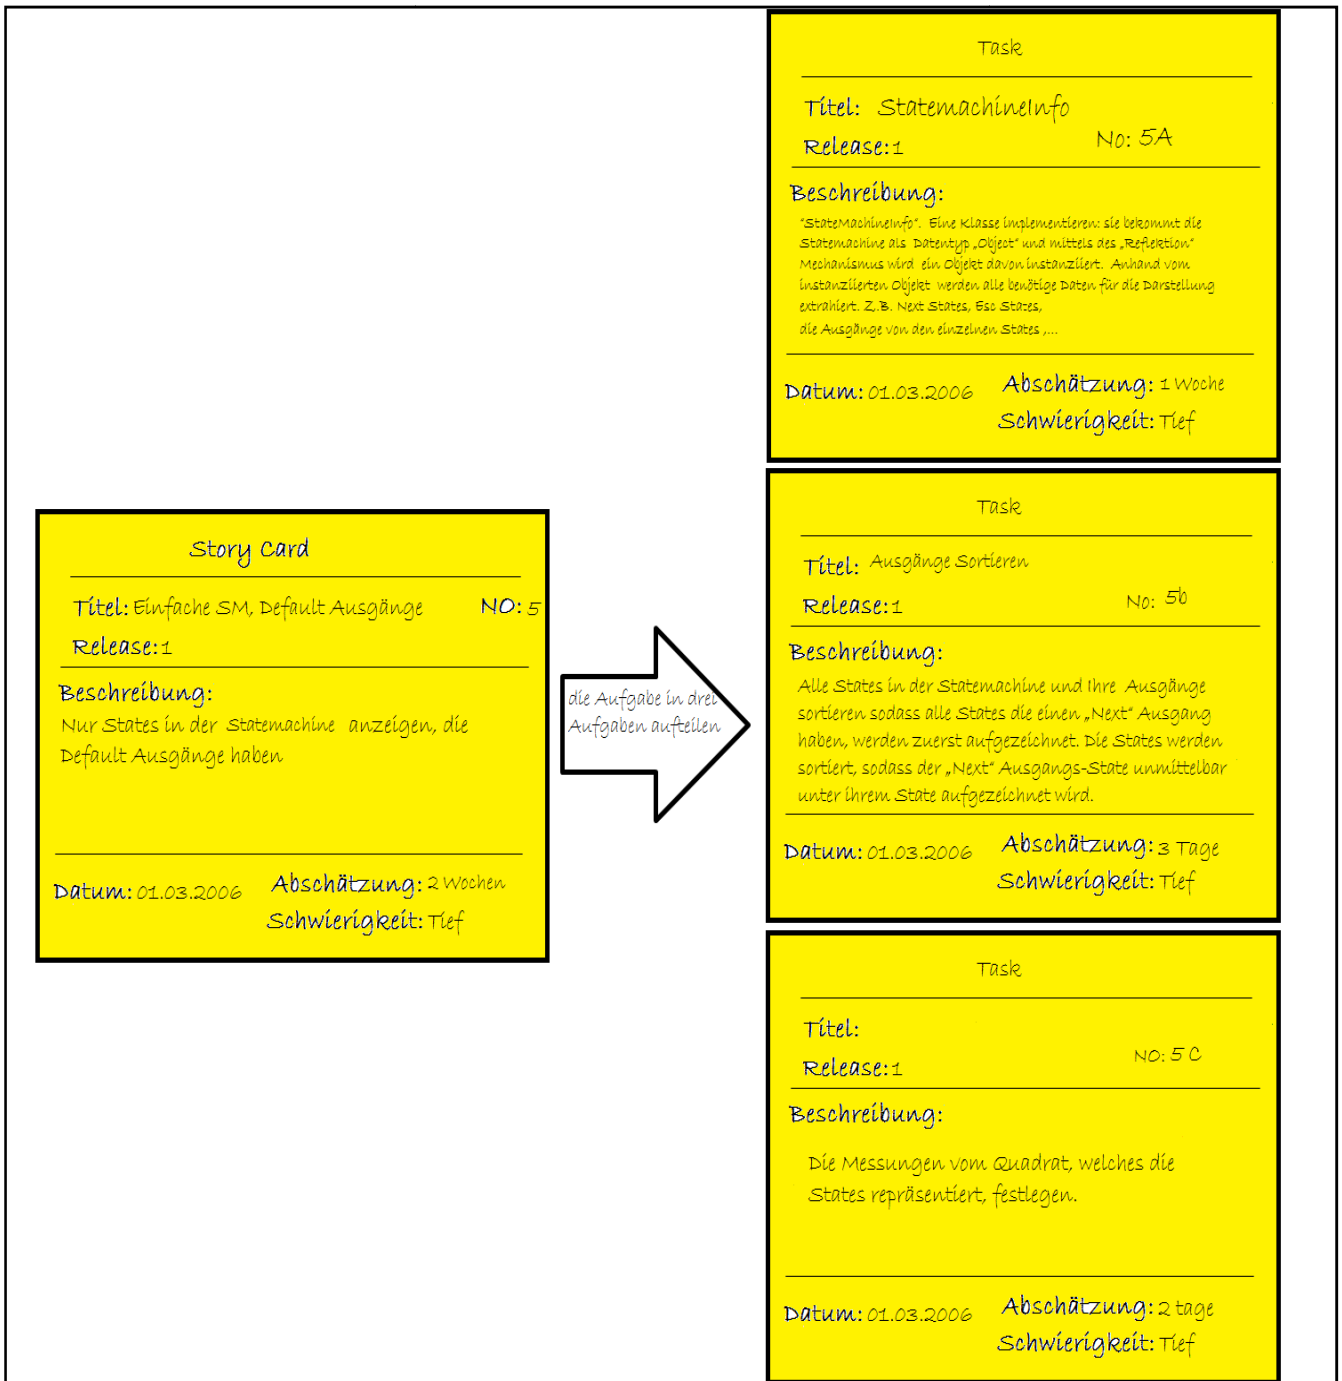 Story Card
Titel: Einfache SM, Default Ausgänge NO: 5
Release: 1
Beschreibung:
Nur States in der Statemachine anzeigen, die
Default Ausgänge haben
Datum: 01.03.2006 Abschätzung: 2 Wochen
Schwierigkeit: Tief
die Aufgabe in drei
Aufgaben aufteilen
Task
Titel: StatemachineInfo
Release: 1 No: 5A
Beschreibung:
"StateMachineInfo". Eine Klasse implementieren: sie bekommt die
Statemachine als Datentyp „Object“ und mittels des „Reflektion“
Mechanismus wird ein Objekt davon instanziiert. Anhand vom
instanziierten Objekt werden alle benötige Daten für die Darstellung
extrahiert. Z.B. Next States, Esc States,
die Ausgänge von den einzelnen States ,...
Datum: 01.03.2006 Abschätzung: 1 Woche
Schwierigkeit: Tief
Task
Titel: Ausgänge Sortieren
Release: 1 No: 5b
Beschreibung:
Alle States in der Statemachine und Ihre Ausgänge
sortieren sodass alle States die einen „Next“ Ausgang
haben, werden zuerst aufgezeichnet. Die States werden
sortiert, sodass der „Next“ Ausgangs-State unmittelbar
unter ihrem State aufgezeichnet wird.
Datum: 01.03.2006 Abschätzung: 3 Tage
Schwierigkeit: Tief
Task
Titel:
Release: 1 NO: 5 C
Beschreibung:
Die Messungen vom Quadrat, welches die
States repräsentiert, festlegen.
Datum: 01.03.2006 Abschätzung: 2 tage
Schwierigkeit: Tief